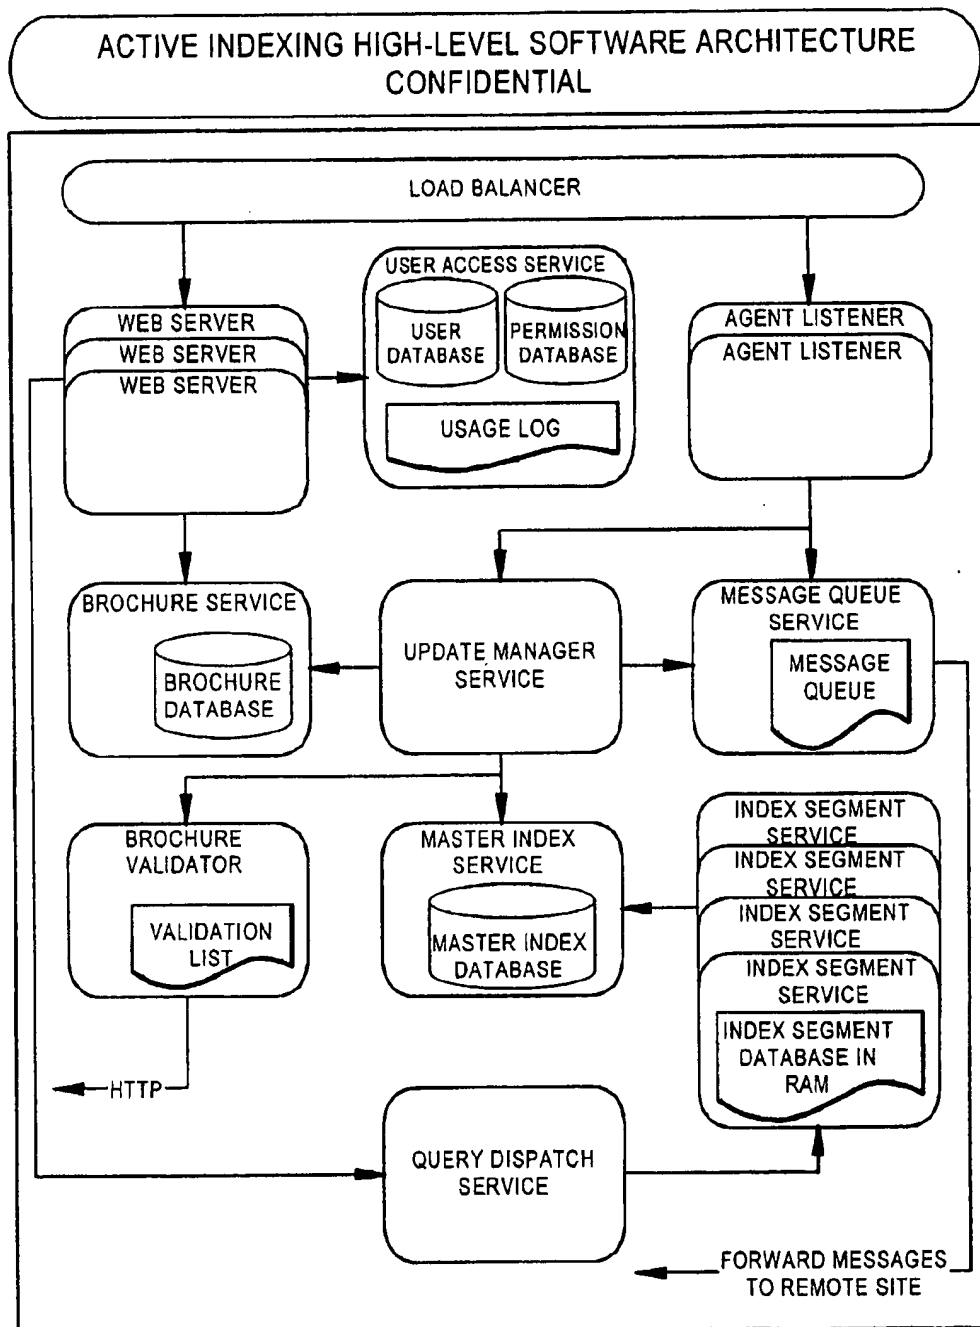 ACTIVE INDEXING HIGH-LEVEL SOFTWARE ARCHITECTURE
CONFIDENTIAL
LOAD BALANCER
WEB SERVER
WEB SERVER
WEB SERVER
USER ACCESS SERVICE
USER
DATABASE
PERMISSION
DATABASE
USAGE LOG
AGENT LISTENER
AGENT LISTENER
BROCHURE SERVICE
BROCHURE
DATABASE
UPDATE MANAGER
SERVICE
MESSAGE QUEUE
SERVICE
MESSAGE
QUEUE
BROCHURE
VALIDATOR
VALIDATION
LIST
MASTER INDEX
SERVICE
MASTER INDEX
DATABASE
INDEX SEGMENT
SERVICE
INDEX SEGMENT
SERVICE
INDEX SEGMENT
SERVICE
INDEX SEGMENT
SERVICE
INDEX SEGMENT
DATABASE IN
RAM
HTTP
QUERY DISPATCH
SERVICE
FORWARD MESSAGES
TO REMOTE SITE